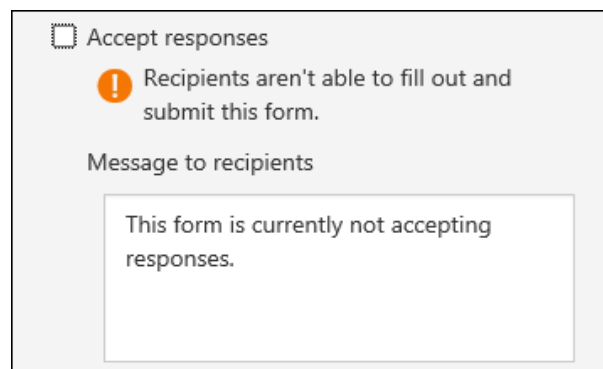 Accept responses
Recipients aren't able to fill out and
submit this form.
Message to recipients
This form is currently not accepting
responses.